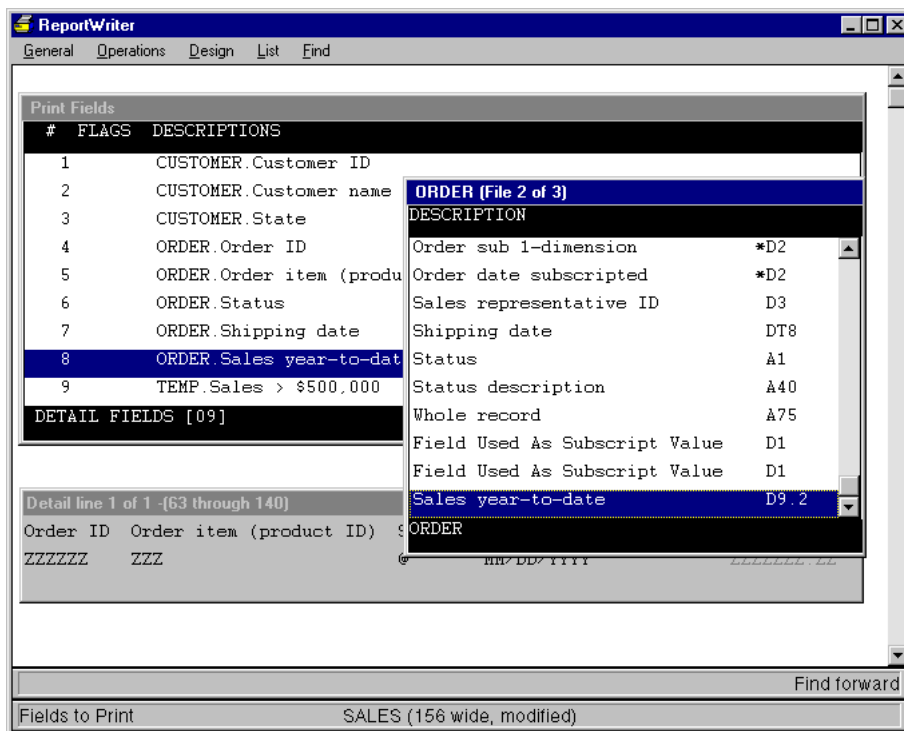 ReportWriter
General Operations Design List Find
Print Fields
# FLAGS DESCRIPTIONS
1 CUSTOMER.Customer ID
2 CUSTOMER.Customer name
3 CUSTOMER.State
4 ORDER.Order ID
5 ORDER.Order item (produ
6 ORDER.Status
7 ORDER.Shipping date
8 ORDER.Sales year-to-dat
9 TEMP.Sales > $500,000
DETAIL FIELDS [09]
ORDER (File 2 of 3)
DESCRIPTION
Order sub 1-dimension *D2
Order date subscripted *D2
Sales representative ID D3
Shipping date DT8
Status A1
Status description A40
Whole record A75
Field Used As Subscript Value D1
Field Used As Subscript Value D1
Sales year-to-date D9.2
ORDER
Detail line 1 of 1 -(63 through 140)
Order ID Order item (product ID) S
ZZZZZZ ZZZ @ MM/DD/YYYY ZZZZZZZ.ZZ
Find forward
Fields to Print SALES (156 wide, modified)